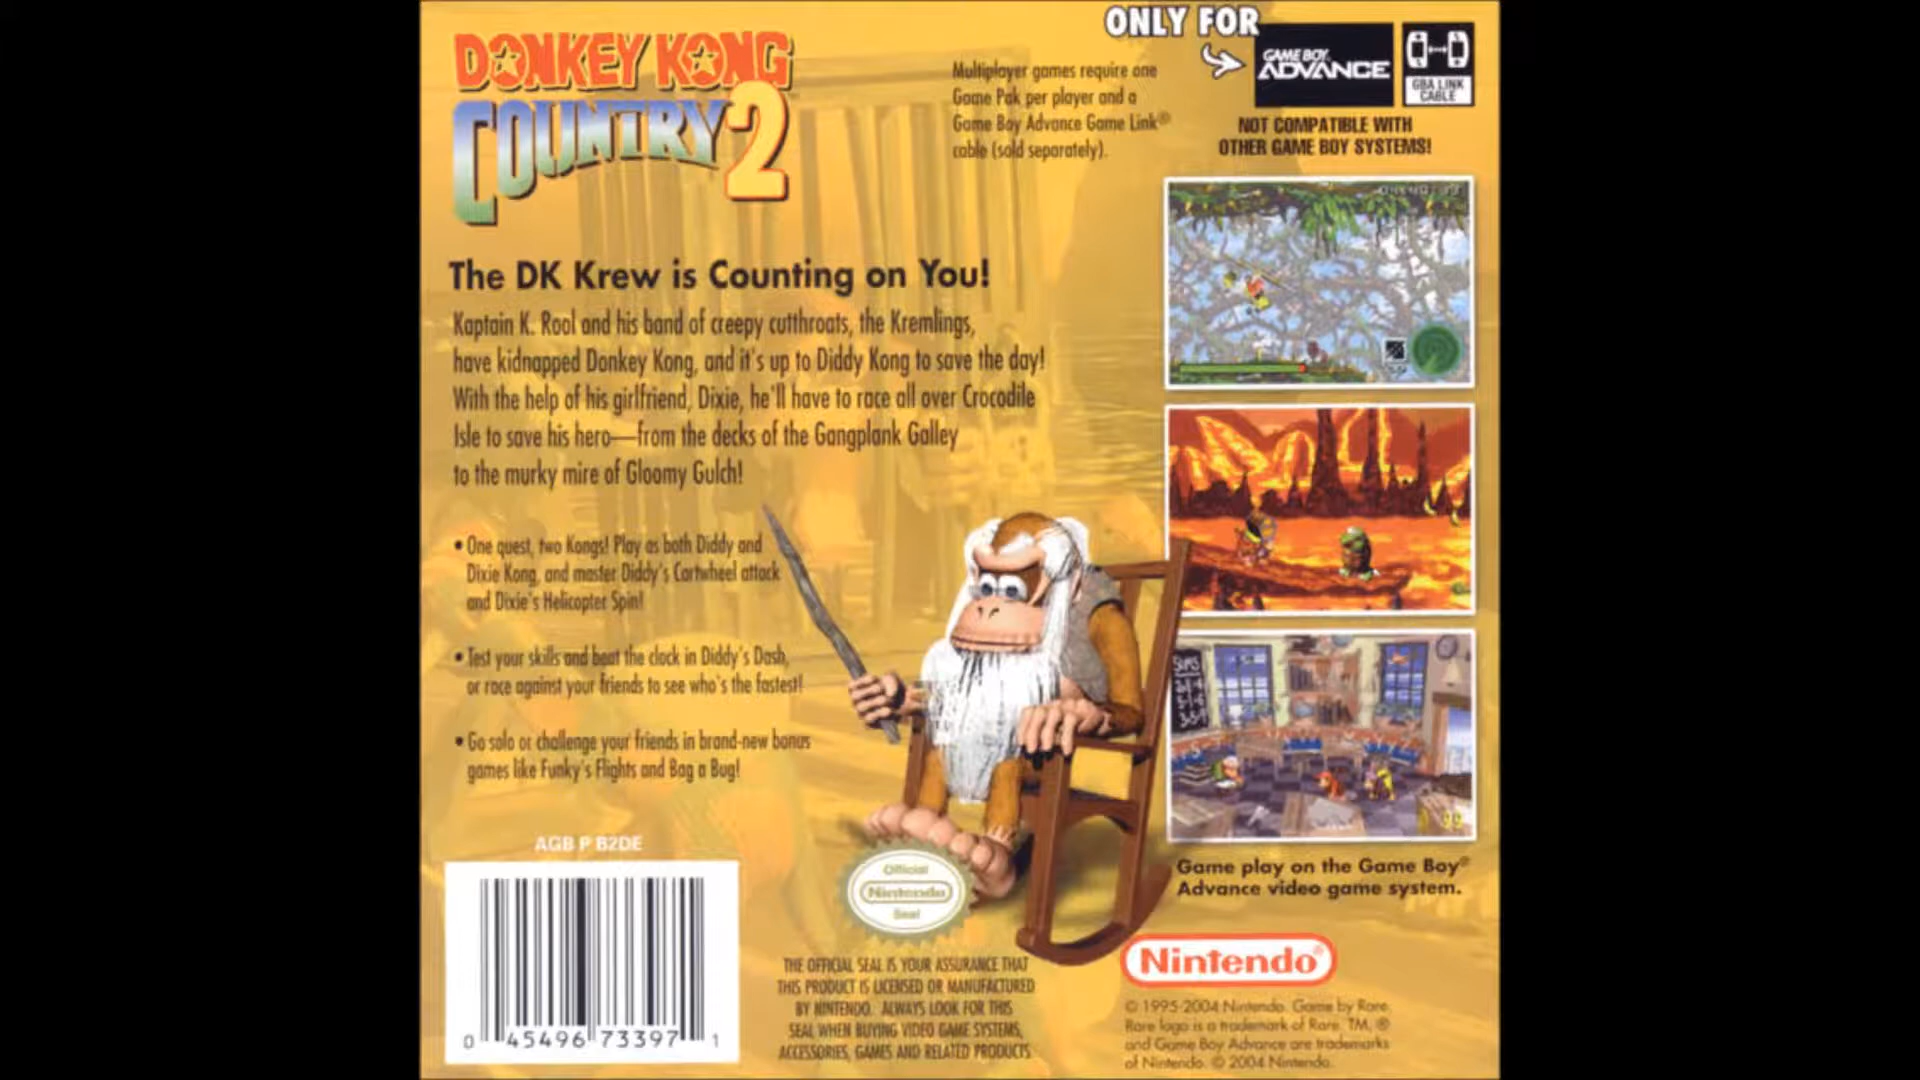 DONKEY KONG
COUNTRY 2
ONLY FOR
GAME BOY
ADVANCE
GBA LINK
CABLE
Multiplayer games require one
Game Pak per player and a
Game Boy Advance Game Link®
cable (sold separately).
NOT COMPATIBLE WITH
OTHER GAME BOY SYSTEMS!
The DK Krew is Counting on You!
Kaptain K. Rool and his band of creepy cutthroats, the Kremlings,
have kidnapped Donkey Kong, and it's up to Diddy Kong to save the day!
With the help of his girlfriend, Dixie, he'll have to race all over Crocodile
Isle to save his hero—from the decks of the Gangplank Galley
to the murky mire of Gloomy Gulch!
• One quest, two Kongs! Play as both Diddy and
Dixie Kong, and master Diddy's Cartwheel attack
and Dixie's Helicopter Spin!
• Test your skills and beat the clock in Diddy's Dash,
or race against your friends to see who's the fastest!
• Go solo or challenge your friends in brand-new bonus
games like Funky's Flights and Bag a Bug!
SUMS
Game play on the Game Boy®
Advance video game system.
AGB P B2DE
0 45496 73397 1
Official
Nintendo
Seal
THE OFFICIAL SEAL IS YOUR ASSURANCE THAT
THIS PRODUCT IS LICENSED OR MANUFACTURED
BY NINTENDO. ALWAYS LOOK FOR THIS
SEAL WHEN BUYING VIDEO GAME SYSTEMS,
ACCESSORIES, GAMES AND RELATED PRODUCTS.
Nintendo®
© 1995-2004 Nintendo. Game by Rare.
Rare logo is a trademark of Rare. TM, ®
and Game Boy Advance are trademarks
of Nintendo. © 2004 Nintendo.